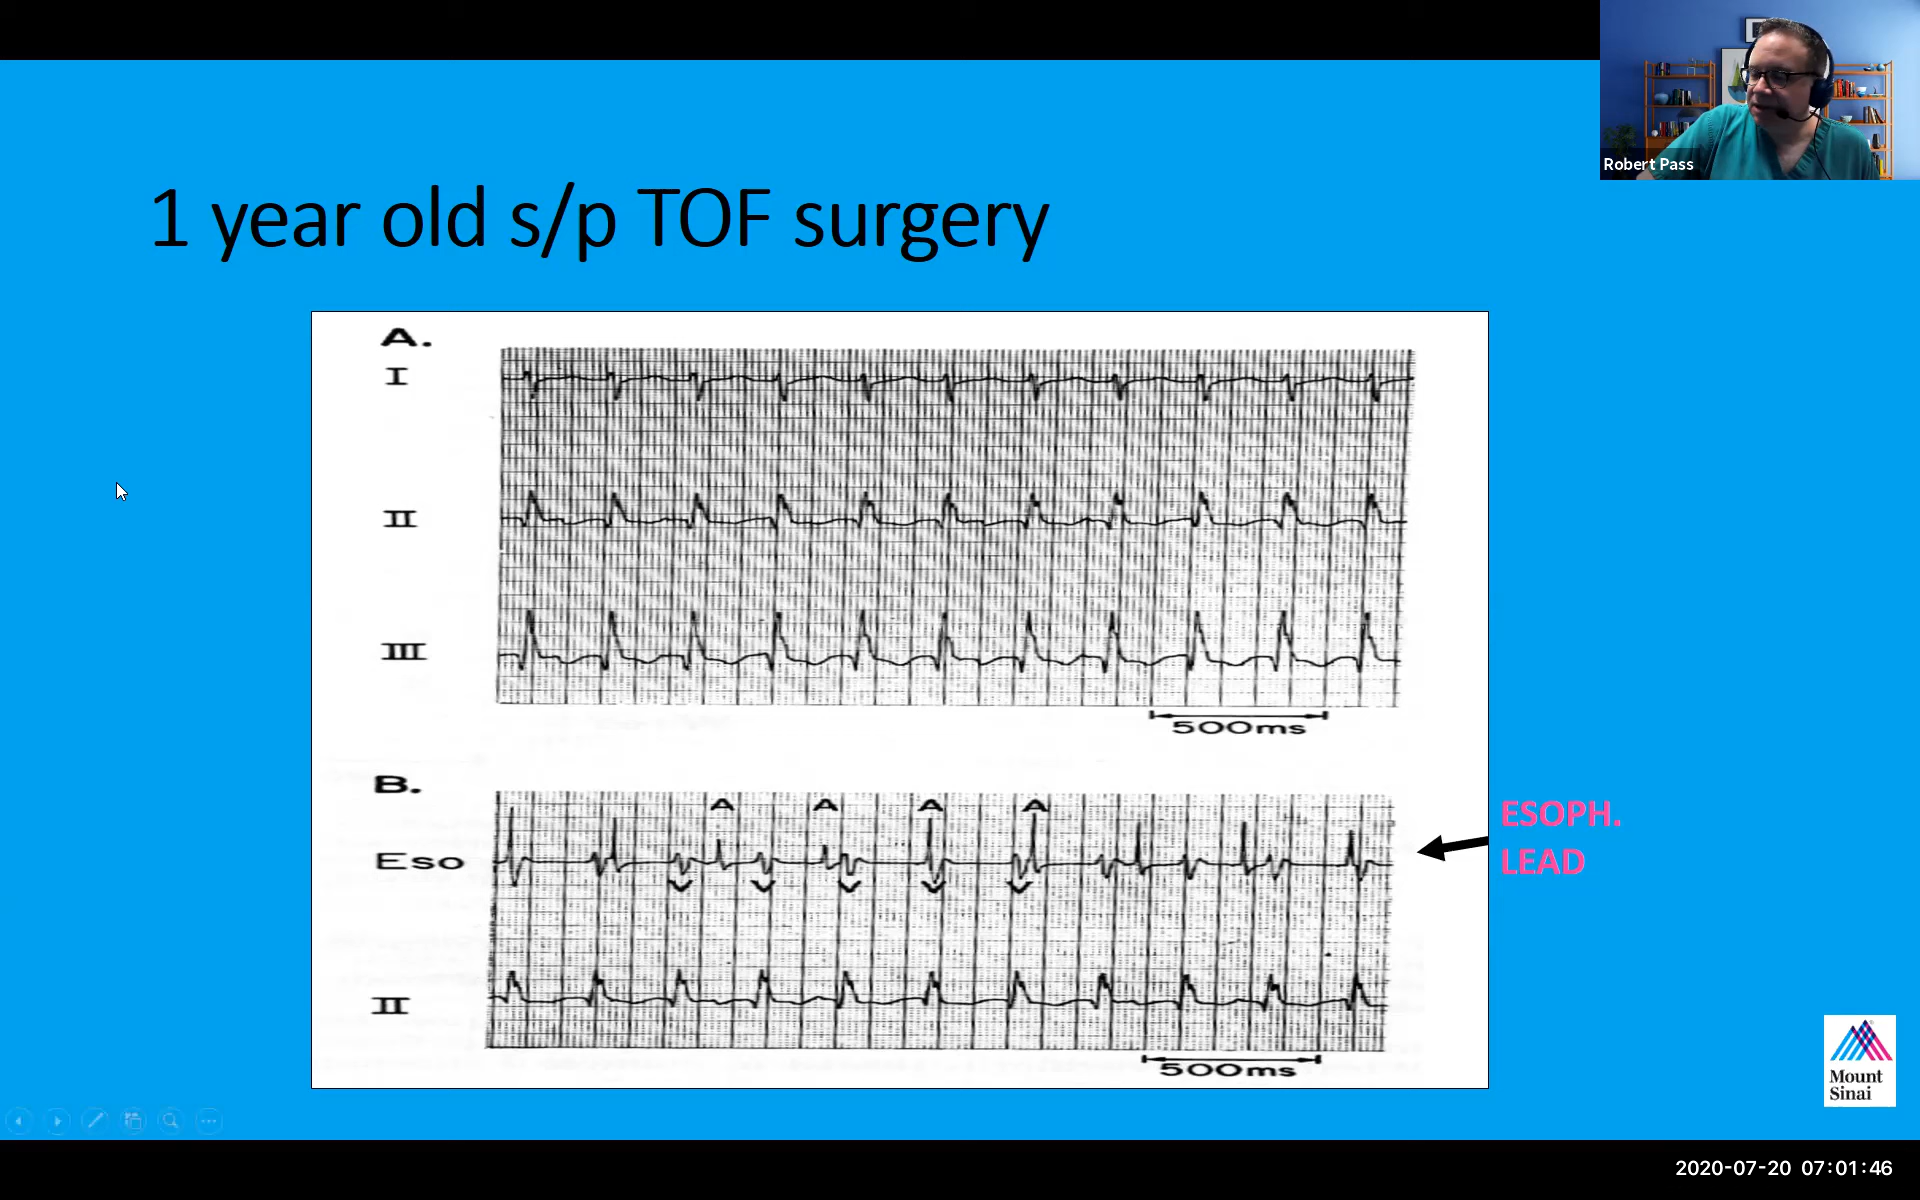 Robert Pass
1 year old s/p TOF surgery
A.
I
II
III
500ms
B.
A A A A
Eso
V V V V V
II
500ms
ESOPH.
LEAD
Mount
Sinai
2020-07-20 07:01:46